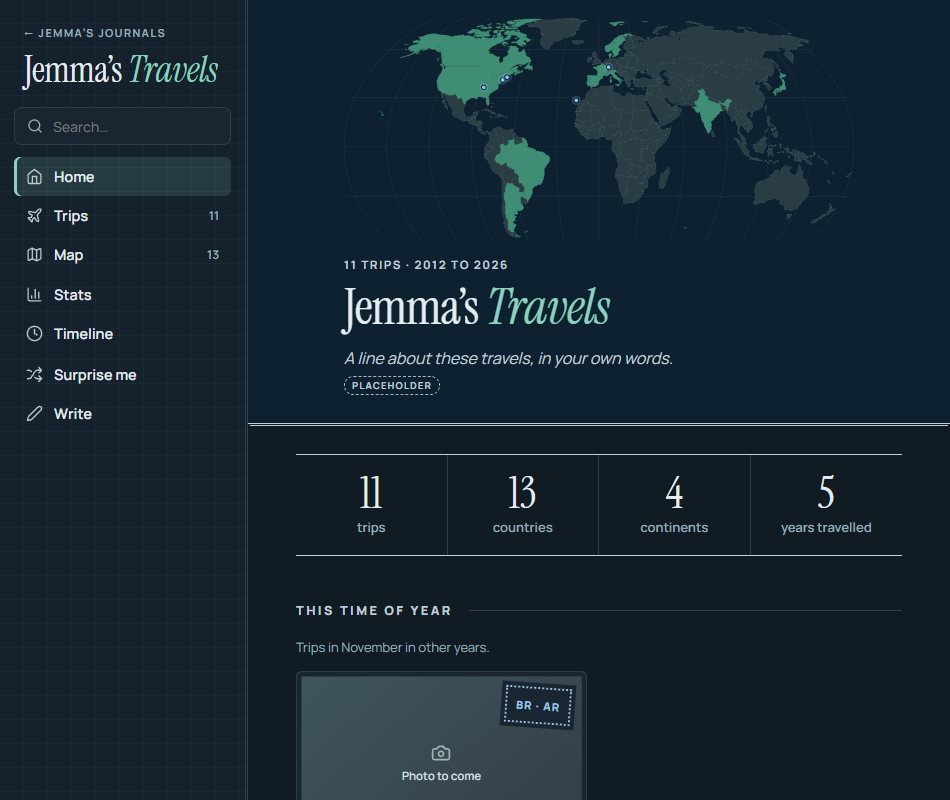 ← JEMMA’S JOURNALS
Jemma’s Travels
Search…
Home
Trips 11
Map 13
Stats
Timeline
Surprise me
Write
11 TRIPS · 2012 TO 2026
Jemma’s Travels
A line about these travels, in your own words.
PLACEHOLDER
11 13 4 5
trips countries continents years travelled
THIS TIME OF YEAR
Trips in November in other years.
BR · AR
Photo to come